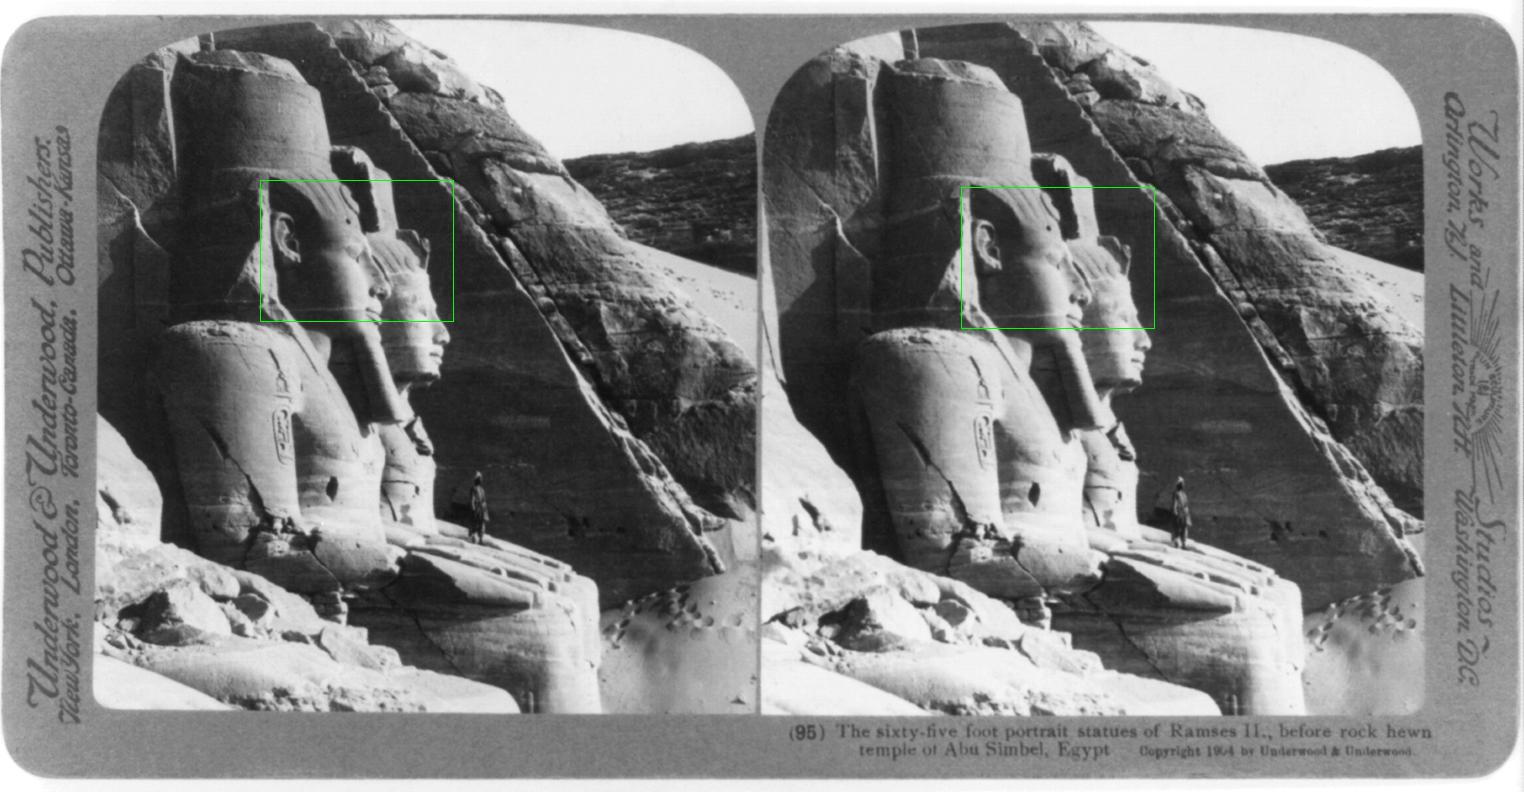 Underwood & Underwood, Publishers.
New York, London, Toronto-Canada, Ottawa-Kansas
Works and Studios
Arlington, N.J. Littleton, N.H. Washington, D.C.
(95) The sixty-five foot portrait statues of Ramses II., before rock hewn
temple of Abu Simbel, Egypt Copyright 1904 by Underwood & Underwood.